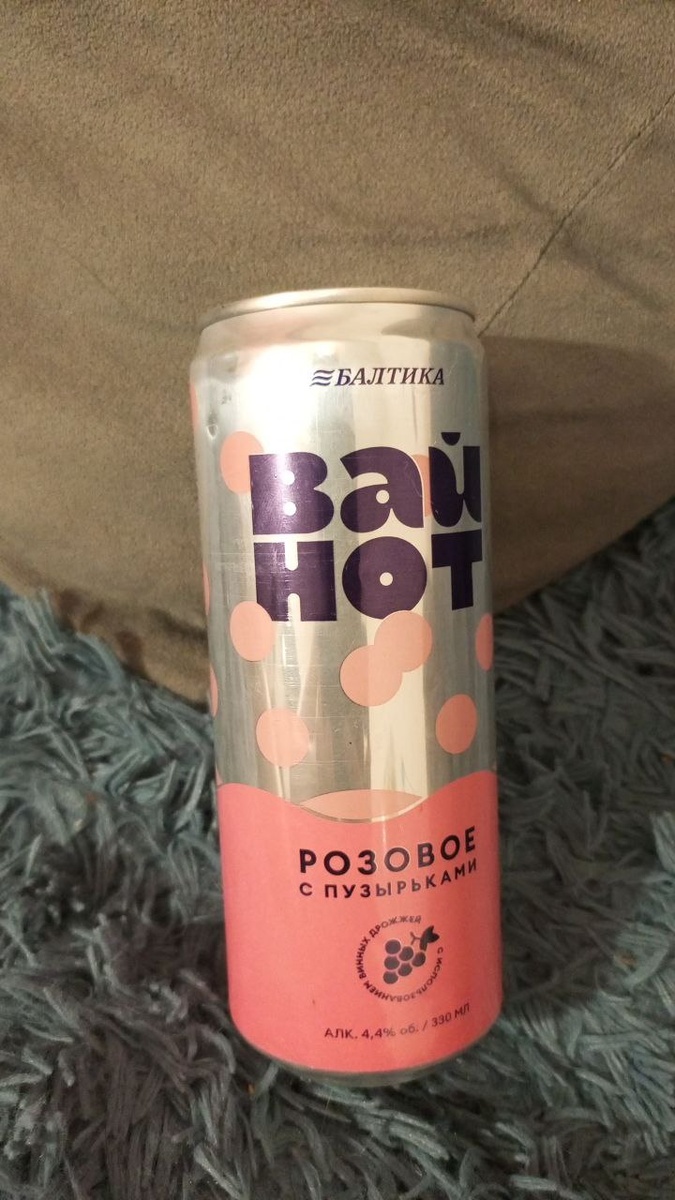 БАЛТИКА
вай
нот
РОЗОВОЕ
С ПУЗЫРЬКАМИ
С ИСПОЛЬЗОВАНИЕМ ВИННЫХ ДРОЖЖЕЙ
АЛК. 4,4% об. / 330 МЛ